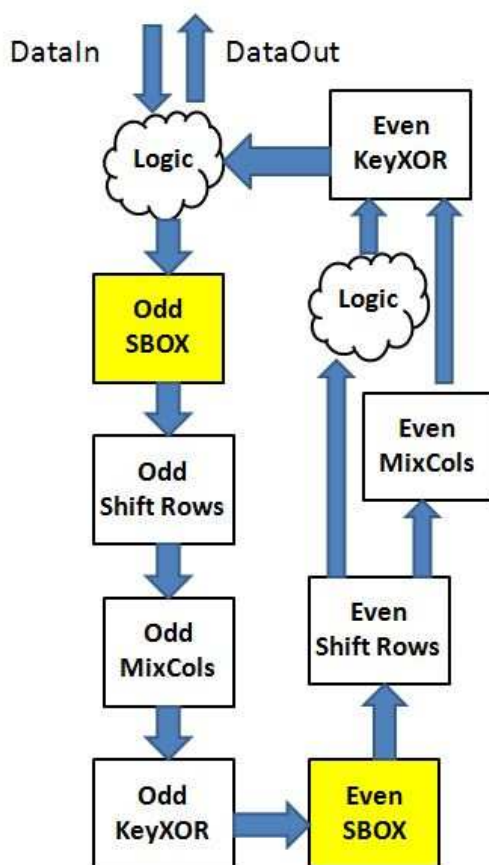 DataIn
DataOut
Logic
Odd
SBOX
Odd
Shift Rows
Odd
MixCols
Odd
KeyXOR
Even
SBOX
Even
Shift Rows
Even
MixCols
Logic
Even
KeyXOR